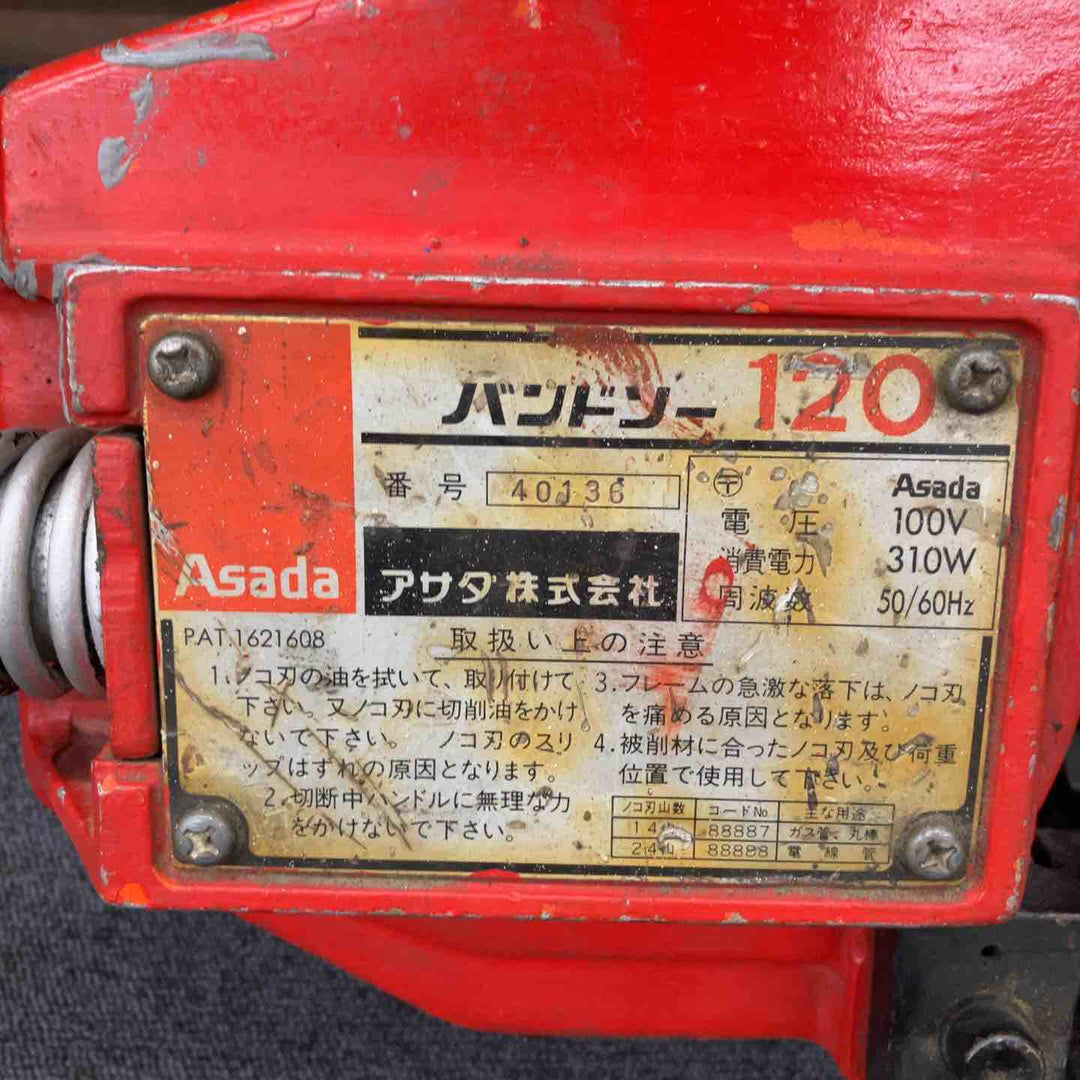 バンドソー 120
番号 40136
Asada
アサダ株式会社
〒 Asada
電圧 100V
消費電力 310W
周波数 50/60Hz
PAT.1621608
取扱い上の注意
1.ノコ刃の油を拭いて、取り付けて
下さい。又ノコ刃に切削油をかけ
ないで下さい。 ノコ刃のスリ
ップはずれの原因となります。
2.切断中ハンドルに無理な力
をかけないで下さい。
3.フレームの急激な落下は、ノコ刃
を痛める原因となります。
4.被削材に合ったノコ刃及び荷重
位置で使用して下さい。
ノコ刃山数 コードNo 主な用途
14山 88887 ガス管、丸棒
24山 88888 電線管